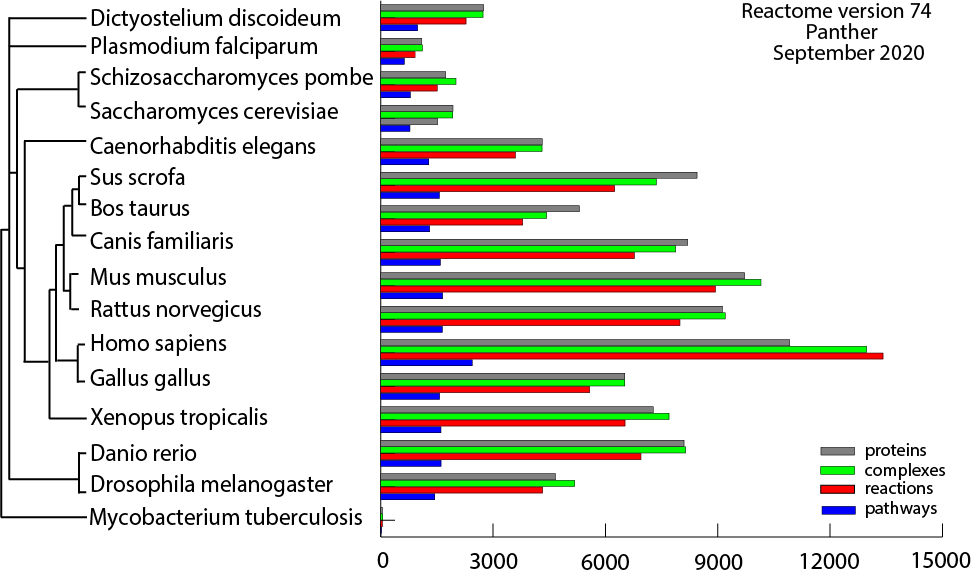 Reactome version 74
Panther
September 2020
Dictyostelium discoideum
Plasmodium falciparum
Schizosaccharomyces pombe
Saccharomyces cerevisiae
Caenorhabditis elegans
Sus scrofa
Bos taurus
Canis familiaris
Mus musculus
Rattus norvegicus
Homo sapiens
Gallus gallus
Xenopus tropicalis
Danio rerio
Drosophila melanogaster
Mycobacterium tuberculosis
proteins
complexes
reactions
pathways
0 3000 6000 9000 12000 15000